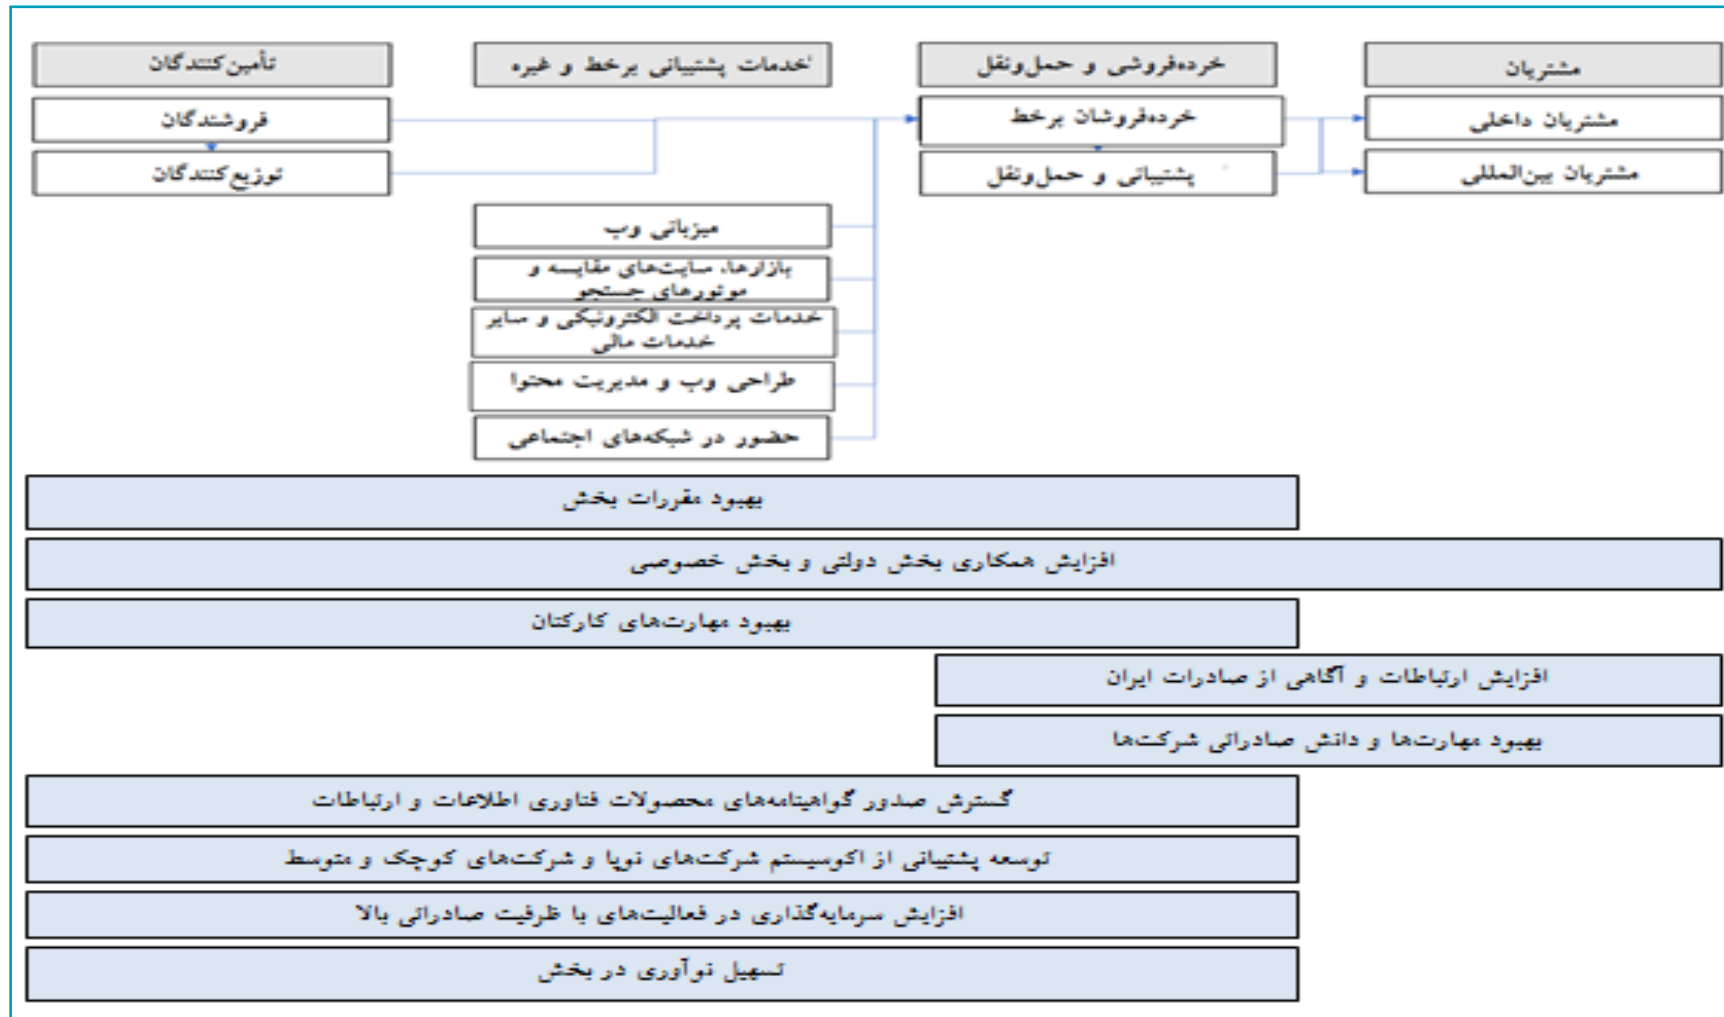 مشتریان
خرده‌فروشی و حمل‌ونقل
خدمات پشتیبانی برخط و غیره
تأمین‌کنندگان
مشتریان داخلی
خرده‌فروشان برخط
فروشندگان
مشتریان بین‌المللی
پشتیبانی و حمل‌ونقل
توزیع‌کنندگان
میزبانی وب
بازارها، سایت‌های مقایسه و
موتورهای جستجو
خدمات پرداخت الکترونیکی و سایر
خدمات مالی
طراحی وب و مدیریت محتوا
حضور در شبکه‌های اجتماعی
بهبود مقررات بخش
افزایش همکاری بخش دولتی و بخش خصوصی
بهبود مهارت‌های کارکنان
افزایش ارتباطات و آگاهی از صادرات ایران
بهبود مهارت‌ها و دانش صادراتی شرکت‌ها
گسترش صدور گواهینامه‌های محصولات فناوری اطلاعات و ارتباطات
توسعه پشتیبانی از اکوسیستم شرکت‌های نوپا و شرکت‌های کوچک و متوسط
افزایش سرمایه‌گذاری در فعالیت‌های با ظرفیت صادراتی بالا
تسهیل نوآوری در بخش